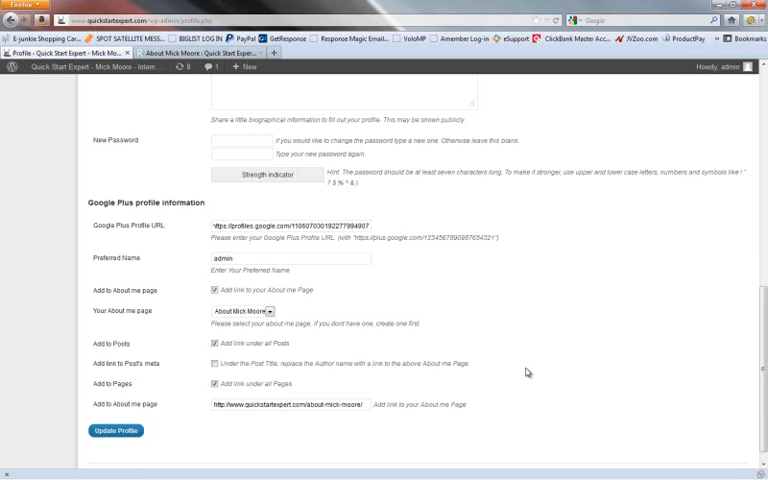 Firefox
www.quickstartexpert.com/wp-admin/profile.php
Google
E-junkie Shopping Car... SPOT SATELLITE MESS... BIGLIST LOG IN PayPal GetResponse Response Magic Email... VoloMP Amember Log-in eSupport ClickBank Master Acc... JVZoo.com ProductPay » Bookmarks
Profile ‹ Quick Start Expert - Mick Mo... × About Mick Moore : Quick Start Exper... × +
Quick Start Expert - Mick Moore - Intern... 8 1 + New Howdy, admin
Share a little biographical information to fill out your profile. This may be shown publicly.
New Password
If you would like to change the password type a new one. Otherwise leave this blank.
Type your new password again.
Strength indicator
Hint: The password should be at least seven characters long. To make it stronger, use upper and lower case letters, numbers and symbols like ! "
? $ % ^ & ).
Google Plus profile information
Google Plus Profile URL
ttps://profiles.google.com/110607030192277994907
Please enter your Google Plus Profile URL. (with "https://plus.google.com/1234567890987654321")
Preferred Name
admin
Enter Your Preferred Name
Add to About me page
Add link to your About me Page
Your About me page
About Mick Moore
Please select your about me page. If you dont have one, create one first.
Add to Posts
Add link under all Posts
Add link to Post's meta
Under the Post Title, replace the Author name with a link to the above About me Page
Add to Pages
Add link under all Pages
Add to About me page
http://www.quickstartexpert.com/about-mick-moore/
Add link to your About me Page
Update Profile
×